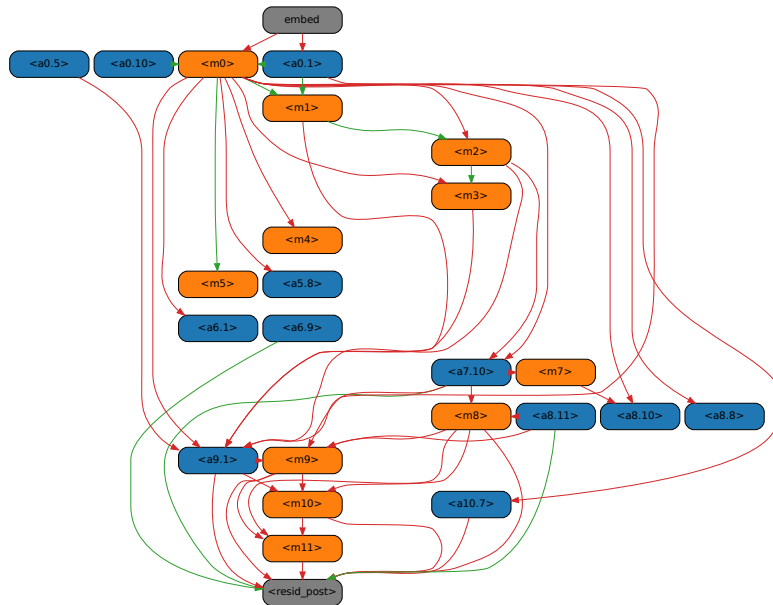 embed
<a0.5> <a0.10> <m0> <a0.1>
<m1>
<m2>
<m3>
<m4>
<m5> <a5.8>
<a6.1> <a6.9>
<a7.10> <m7>
<m8> <a8.11> <a8.10> <a8.8>
<a9.1> <m9>
<m10> <a10.7>
<m11>
<resid_post>